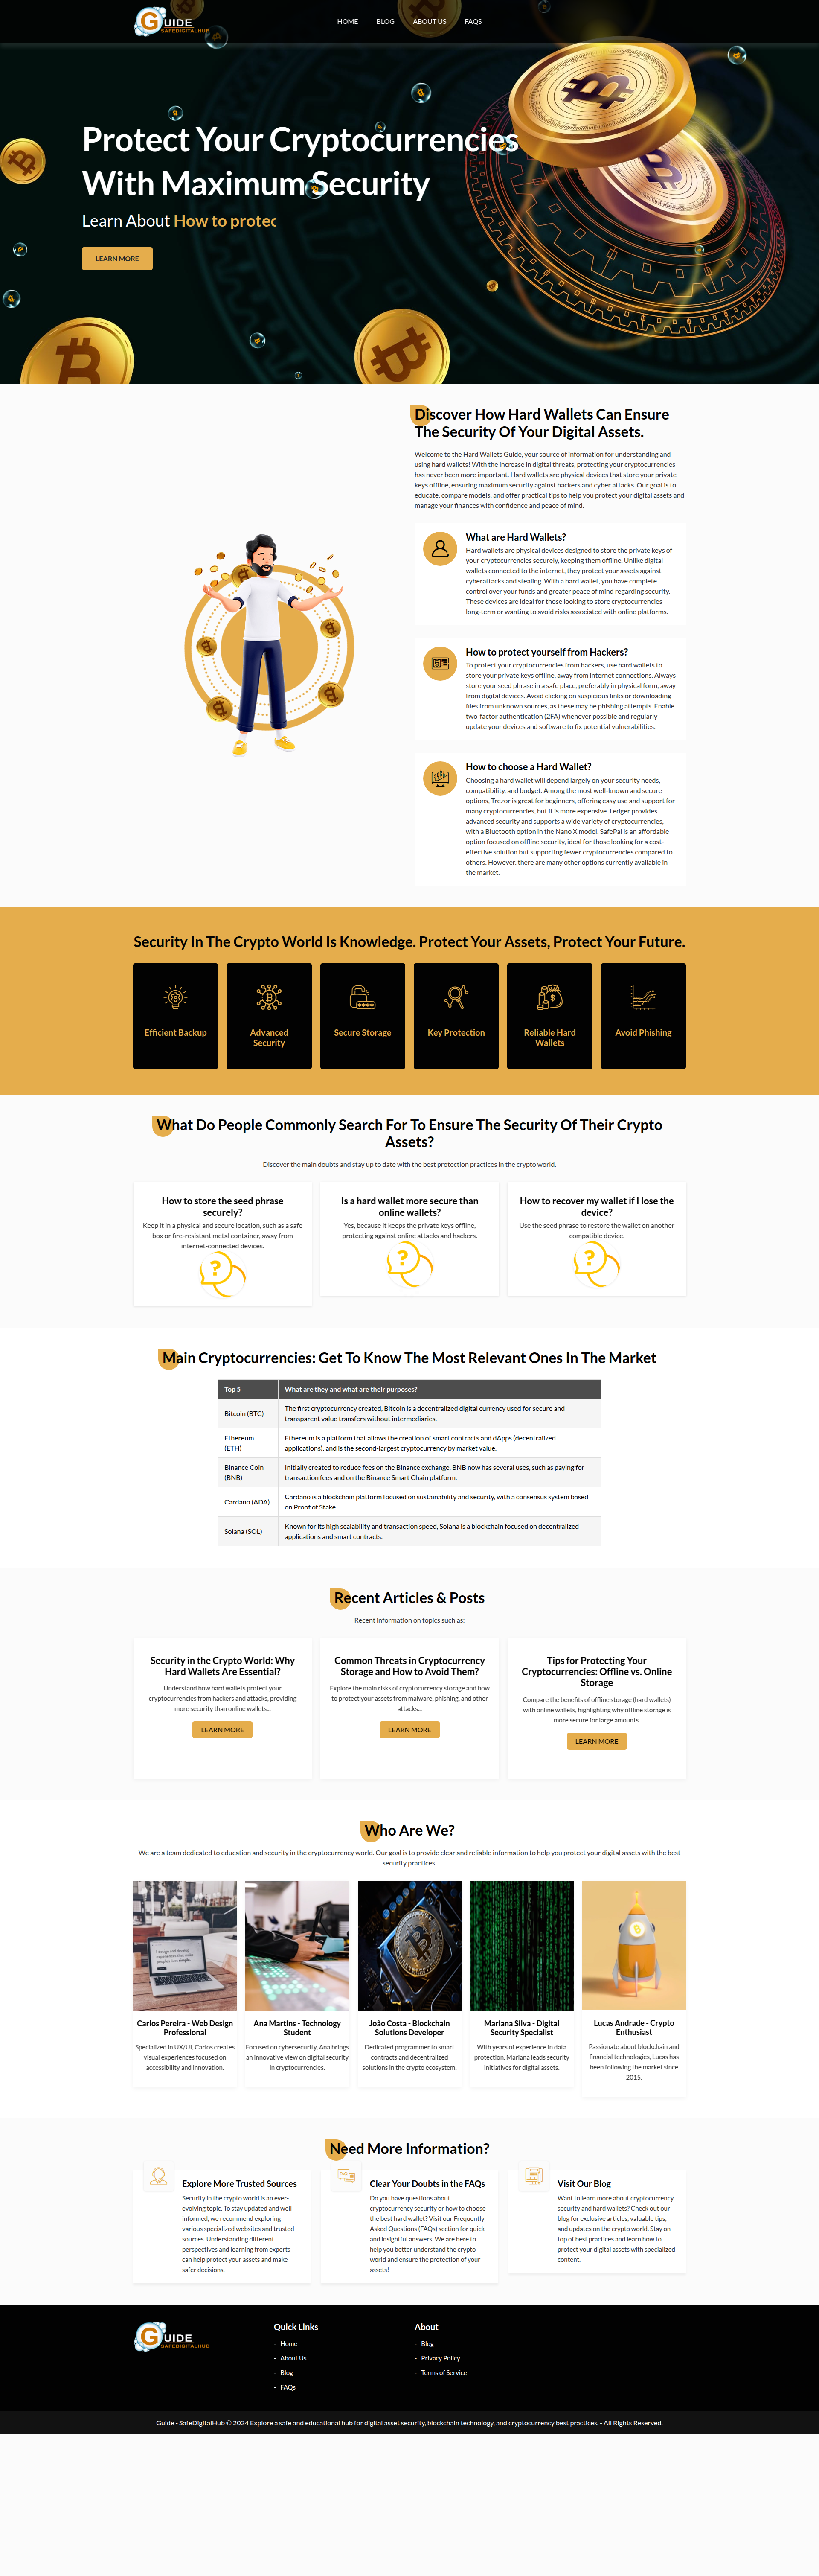 GUIDE
SAFEDIGITALHUB
HOME
BLOG
ABOUT US
FAQS
Protect Your Cryptocurrencies
With Maximum Security
Learn About How to protec
LEARN MORE
Discover How Hard Wallets Can Ensure
The Security Of Your Digital Assets.
Welcome to the Hard Wallets Guide, your source of information for understanding and
using hard wallets! With the increase in digital threats, protecting your cryptocurrencies
has never been more important. Hard wallets are physical devices that store your private
keys offline, ensuring maximum security against hackers and cyber attacks. Our goal is to
educate, compare models, and offer practical tips to help you protect your digital assets and
manage your finances with confidence and peace of mind.
What are Hard Wallets?
Hard wallets are physical devices designed to store the private keys of
your cryptocurrencies securely, keeping them offline. Unlike digital
wallets connected to the internet, they protect your assets against
cyberattacks and stealing. With a hard wallet, you have complete
control over your funds and greater peace of mind regarding security.
These devices are ideal for those looking to store cryptocurrencies
long-term or wanting to avoid risks associated with online platforms.
How to protect yourself from Hackers?
To protect your cryptocurrencies from hackers, use hard wallets to
store your private keys offline, away from internet connections. Always
store your seed phrase in a safe place, preferably in physical form, away
from digital devices. Avoid clicking on suspicious links or downloading
files from unknown sources, as these may be phishing attempts. Enable
two-factor authentication (2FA) whenever possible and regularly
update your devices and software to fix potential vulnerabilities.
How to choose a Hard Wallet?
Choosing a hard wallet will depend largely on your security needs,
compatibility, and budget. Among the most well-known and secure
options, Trezor is great for beginners, offering easy use and support for
many cryptocurrencies, but it is more expensive. Ledger provides
advanced security and supports a wide variety of cryptocurrencies,
with a Bluetooth option in the Nano X model. SafePal is an affordable
option focused on offline security, ideal for those looking for a cost-
effective solution but supporting fewer cryptocurrencies compared to
others. However, there are many other options currently available in
the market.
Security In The Crypto World Is Knowledge. Protect Your Assets, Protect Your Future.
Efficient Backup
Advanced
Security
Secure Storage
Key Protection
Reliable Hard
Wallets
Avoid Phishing
What Do People Commonly Search For To Ensure The Security Of Their Crypto
Assets?
Discover the main doubts and stay up to date with the best protection practices in the crypto world.
How to store the seed phrase
securely?
Keep it in a physical and secure location, such as a safe
box or fire-resistant metal container, away from
internet-connected devices.
Is a hard wallet more secure than
online wallets?
Yes, because it keeps the private keys offline,
protecting against online attacks and hackers.
How to recover my wallet if I lose the
device?
Use the seed phrase to restore the wallet on another
compatible device.
Main Cryptocurrencies: Get To Know The Most Relevant Ones In The Market
Top 5
What are they and what are their purposes?
Bitcoin (BTC)
The first cryptocurrency created, Bitcoin is a decentralized digital currency used for secure and
transparent value transfers without intermediaries.
Ethereum
(ETH)
Ethereum is a platform that allows the creation of smart contracts and dApps (decentralized
applications), and is the second-largest cryptocurrency by market value.
Binance Coin
(BNB)
Initially created to reduce fees on the Binance exchange, BNB now has several uses, such as paying for
transaction fees and on the Binance Smart Chain platform.
Cardano (ADA)
Cardano is a blockchain platform focused on sustainability and security, with a consensus system based
on Proof of Stake.
Solana (SOL)
Known for its high scalability and transaction speed, Solana is a blockchain focused on decentralized
applications and smart contracts.
Recent Articles & Posts
Recent information on topics such as:
Security in the Crypto World: Why
Hard Wallets Are Essential?
Understand how hard wallets protect your
cryptocurrencies from hackers and attacks, providing
more security than online wallets...
LEARN MORE
Common Threats in Cryptocurrency
Storage and How to Avoid Them?
Explore the main risks of cryptocurrency storage and how
to protect your assets from malware, phishing, and other
attacks...
LEARN MORE
Tips for Protecting Your
Cryptocurrencies: Offline vs. Online
Storage
Compare the benefits of offline storage (hard wallets)
with online wallets, highlighting why offline storage is
more secure for large amounts.
LEARN MORE
Who Are We?
We are a team dedicated to education and security in the cryptocurrency world. Our goal is to provide clear and reliable information to help you protect your digital assets with the best
security practices.
Carlos Pereira - Web Design
Professional
Specialized in UX/UI, Carlos creates
visual experiences focused on
accessibility and innovation.
Ana Martins - Technology
Student
Focused on cybersecurity, Ana brings
an innovative view on digital security
in cryptocurrencies.
João Costa - Blockchain
Solutions Developer
Dedicated programmer to smart
contracts and decentralized
solutions in the crypto ecosystem.
Mariana Silva - Digital
Security Specialist
With years of experience in data
protection, Mariana leads security
initiatives for digital assets.
Lucas Andrade - Crypto
Enthusiast
Passionate about blockchain and
financial technologies, Lucas has
been following the market since
2015.
Need More Information?
Explore More Trusted Sources
Security in the crypto world is an ever-
evolving topic. To stay updated and well-
informed, we recommend exploring
various specialized websites and trusted
sources. Understanding different
perspectives and learning from experts
can help protect your assets and make
safer decisions.
Clear Your Doubts in the FAQs
Do you have questions about
cryptocurrency security or how to choose
the best hard wallet? Visit our Frequently
Asked Questions (FAQs) section for quick
and insightful answers. We are here to
help you better understand the crypto
world and ensure the protection of your
assets!
Visit Our Blog
Want to learn more about cryptocurrency
security and hard wallets? Check out our
blog for exclusive articles, valuable tips,
and updates on the crypto world. Stay on
top of best practices and learn how to
protect your digital assets with specialized
content.
GUIDE
SAFEDIGITALHUB
Quick Links
- Home
- About Us
- Blog
- FAQs
About
- Blog
- Privacy Policy
- Terms of Service
Guide - SafeDigitalHub © 2024 Explore a safe and educational hub for digital asset security, blockchain technology, and cryptocurrency best practices. - All Rights Reserved.